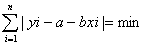 n
∑ | yi − a − bxi |= min
i=1